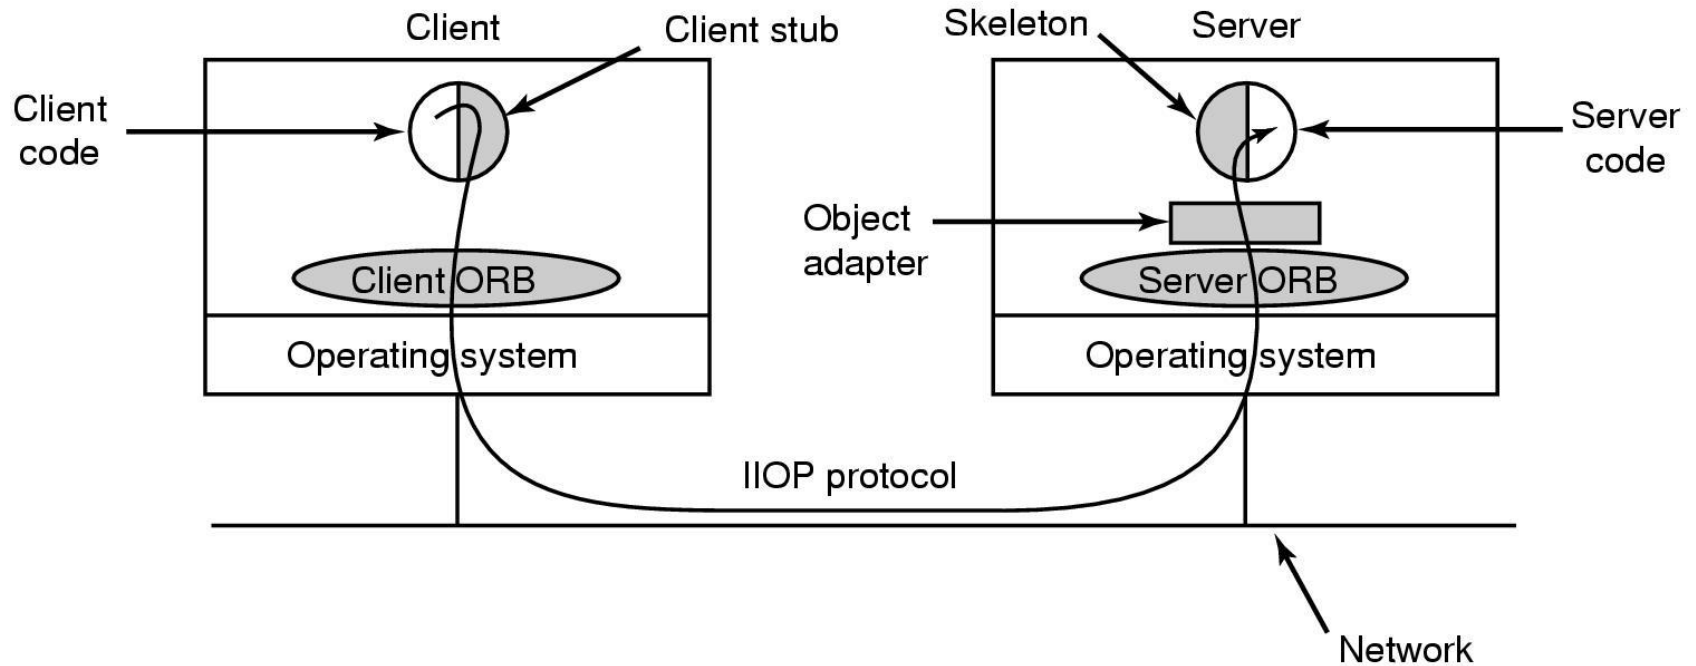 Client
Client stub
Skeleton
Server
Client
code
Server
code
Object
adapter
Client ORB
Server ORB
Operating system
Operating system
IIOP protocol
Network